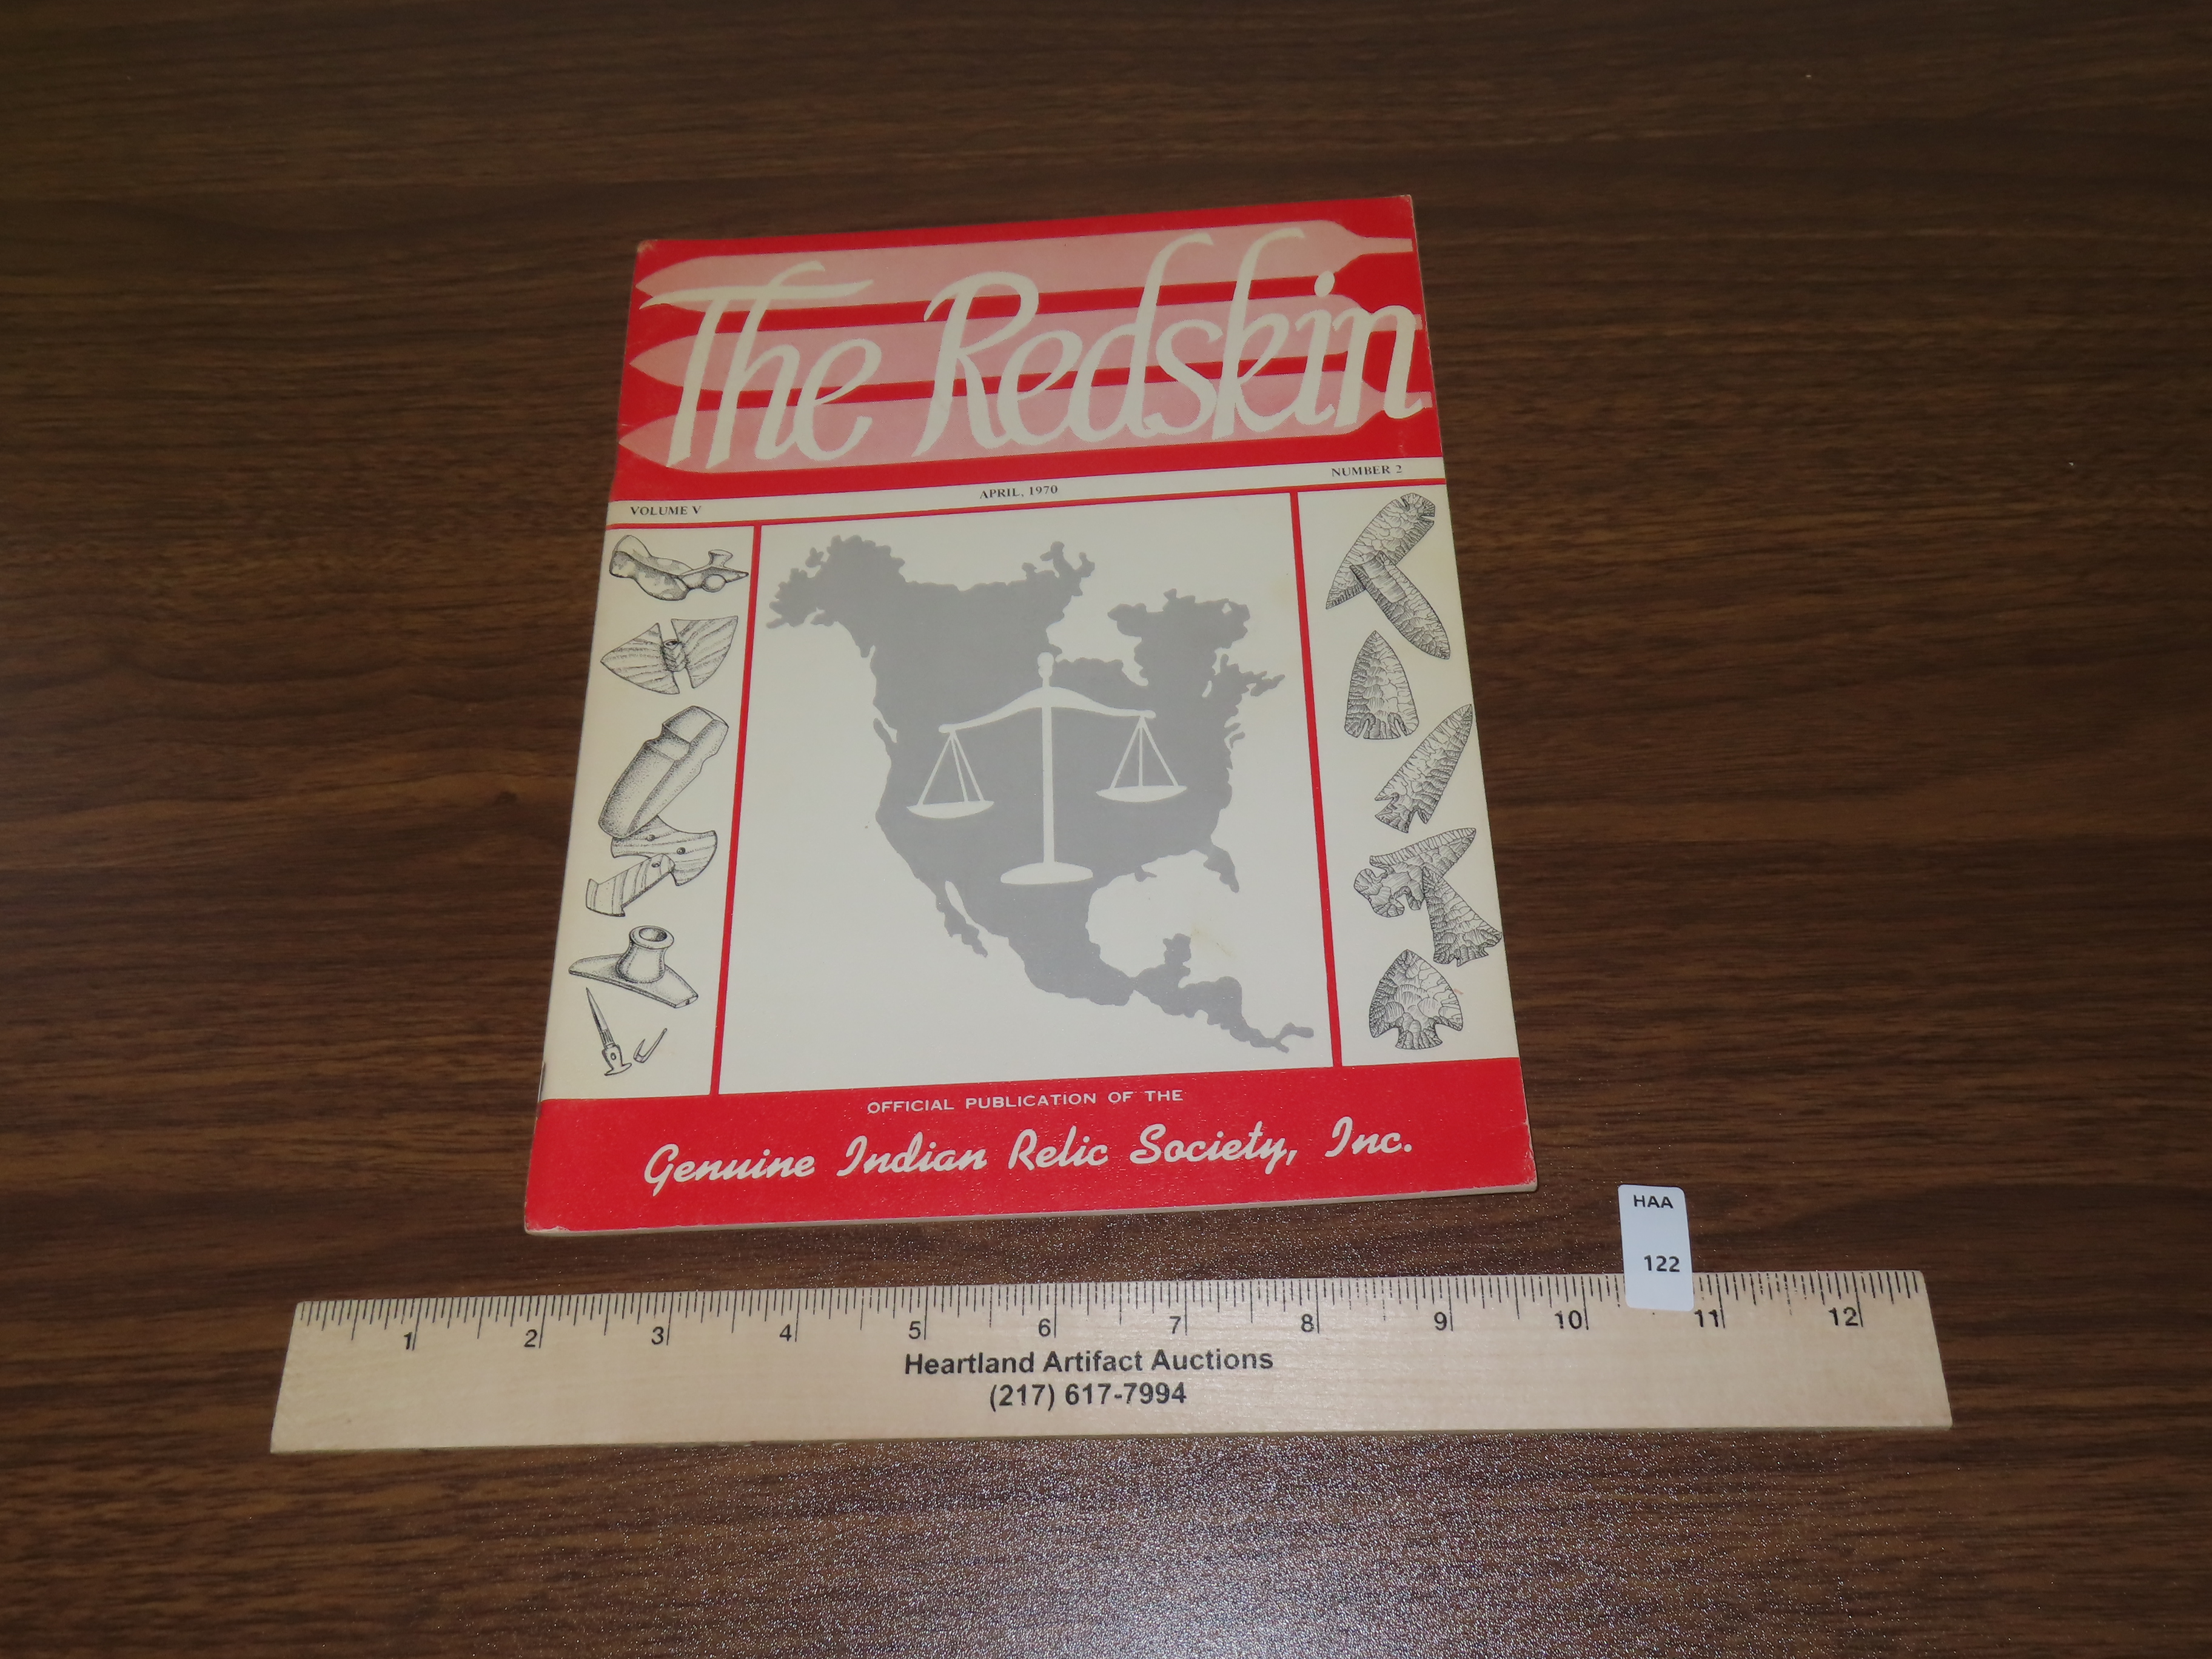 The Redskin
VOLUME V
APRIL, 1970
NUMBER 2
OFFICIAL PUBLICATION OF THE
Genuine Indian Relic Society, Inc.
HAA
122
1 2 3 4 5 6 7 8 9 10 11 12
Heartland Artifact Auctions
(217) 617-7994